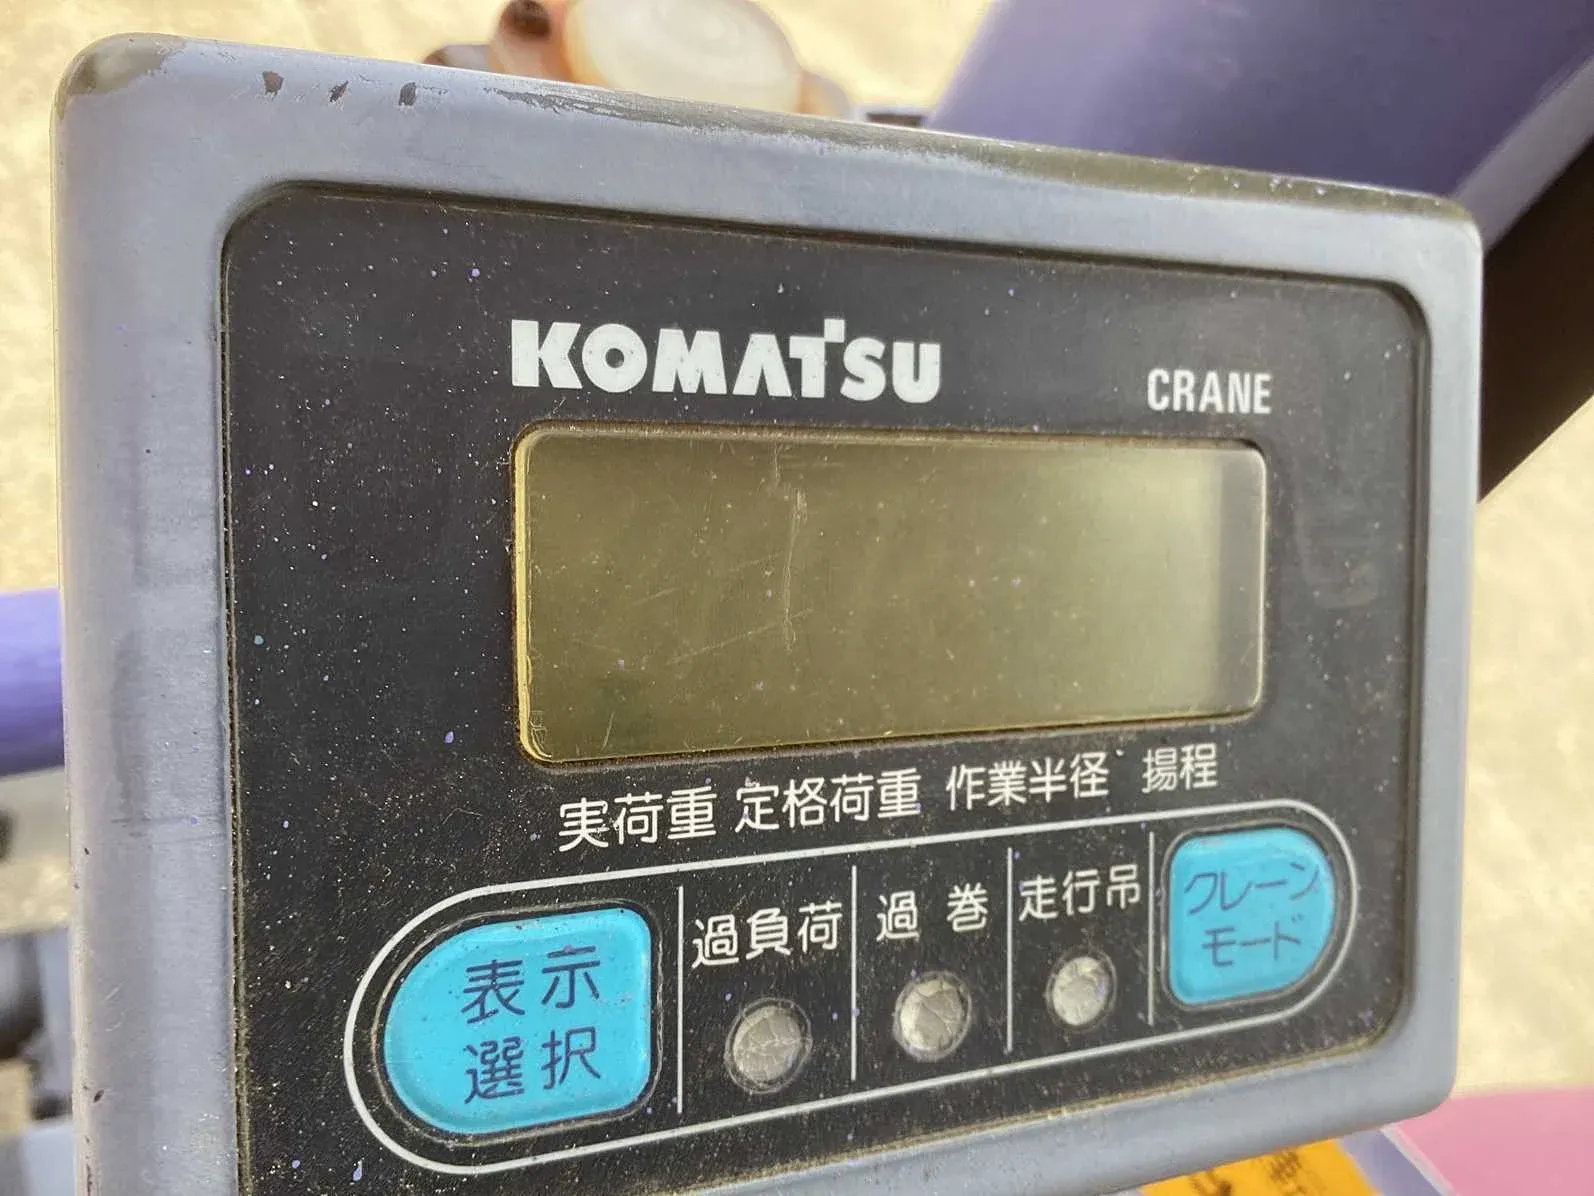 KOMATSU
CRANE
実荷重 定格荷重 作業半径 揚程
表示
選択
過負荷
過巻
走行吊
クレーン
モード